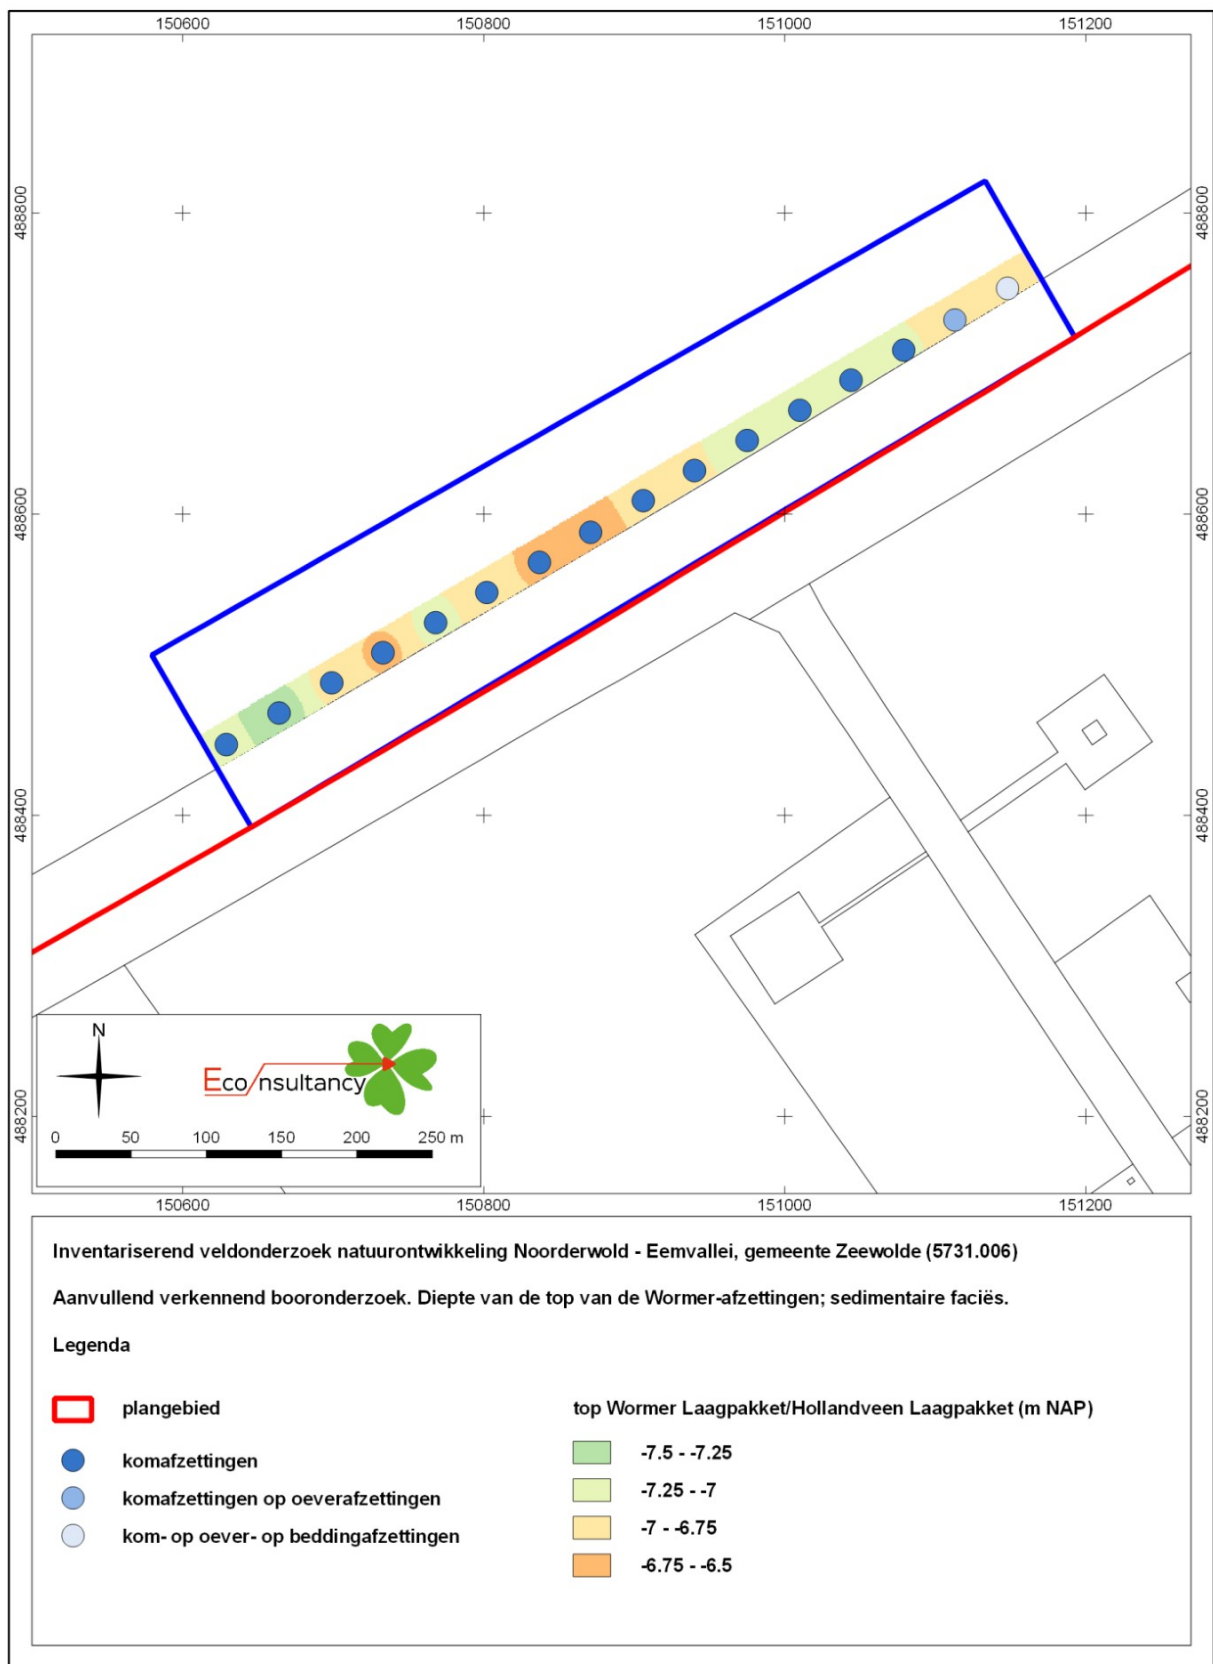 150600 150800 151000 151200
488800 488800
488600 488600
488400 488400
488200 488200
N
Econsultancy
0 50 100 150 200 250 m
150600 150800 151000 151200
Inventariserend veldonderzoek natuurontwikkeling Noorderwold - Eemvallei, gemeente Zeewolde (5731.006)
Aanvullend verkennend booronderzoek. Diepte van de top van de Wormer-afzettingen; sedimentaire faciës.
Legenda
plangebied
komafzettingen
komafzettingen op oeverafzettingen
kom- op oever- op beddingafzettingen
top Wormer Laagpakket/Hollandveen Laagpakket (m NAP)
-7.5 - -7.25
-7.25 - -7
-7 - -6.75
-6.75 - -6.5